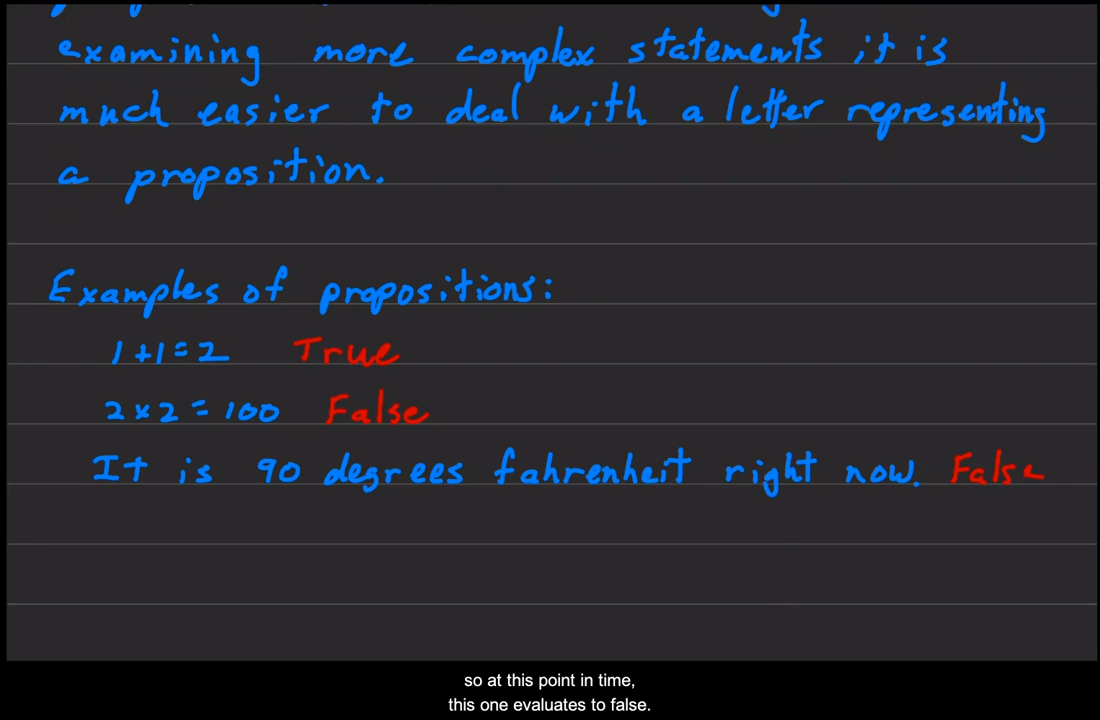 examining more complex statements it is
much easier to deal with a letter representing
a proposition.
Examples of propositions:
1+1=2 True
2×2=100 False
It is 90 degrees fahrenheit right now. False
so at this point in time,
this one evaluates to false.